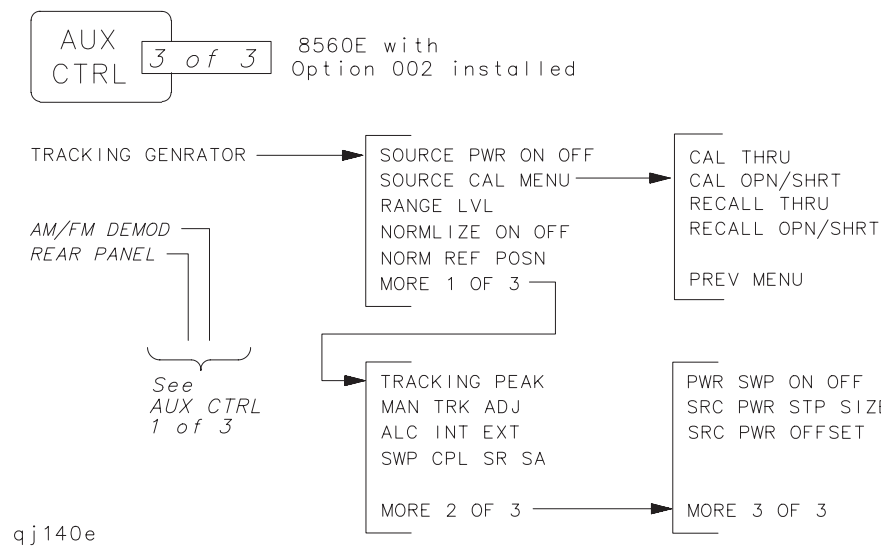 AUX
CTRL
3 of 3
8560E with
Option 002 installed
TRACKING GENRATOR
AM/FM DEMOD
REAR PANEL
See
AUX CTRL
1 of 3
SOURCE PWR ON OFF
SOURCE CAL MENU
RANGE LVL
NORMLIZE ON OFF
NORM REF POSN
MORE 1 OF 3
CAL THRU
CAL OPN/SHRT
RECALL THRU
RECALL OPN/SHRT
PREV MENU
TRACKING PEAK
MAN TRK ADJ
ALC INT EXT
SWP CPL SR SA
MORE 2 OF 3
PWR SWP ON OFF
SRC PWR STP SIZE
SRC PWR OFFSET
MORE 3 OF 3
qj140e